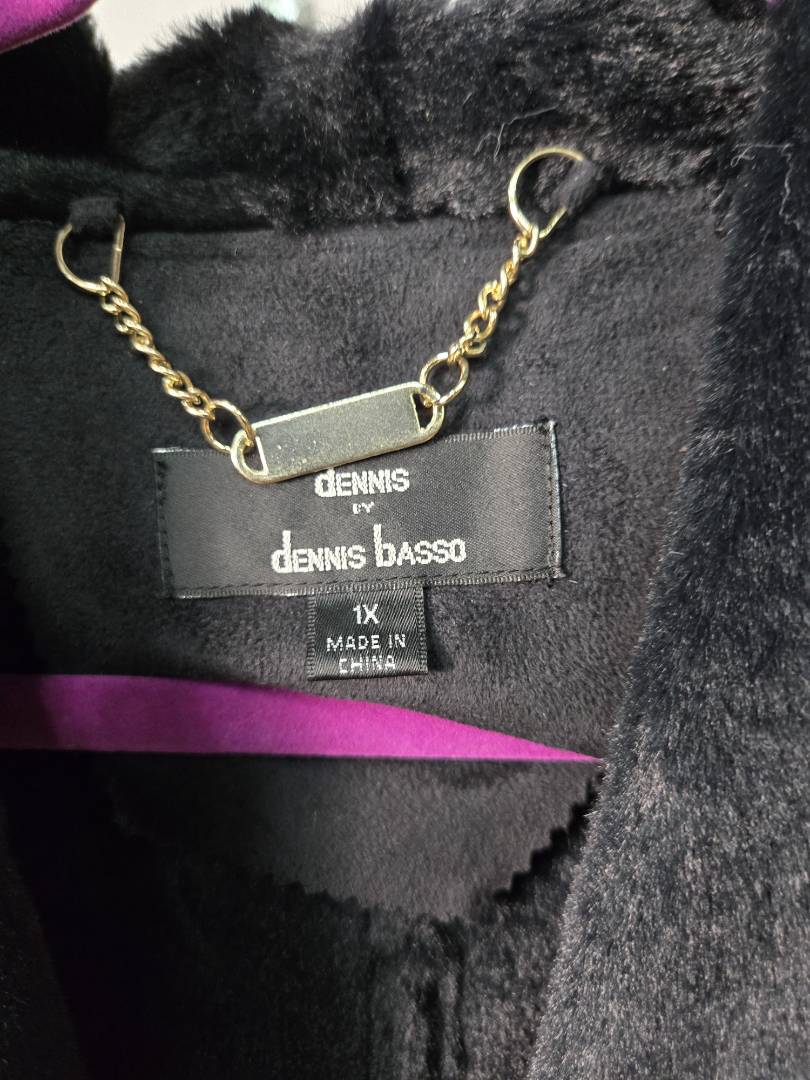 dENNIS
BY
dENNIS bASSO
1X
MADE IN
CHINA